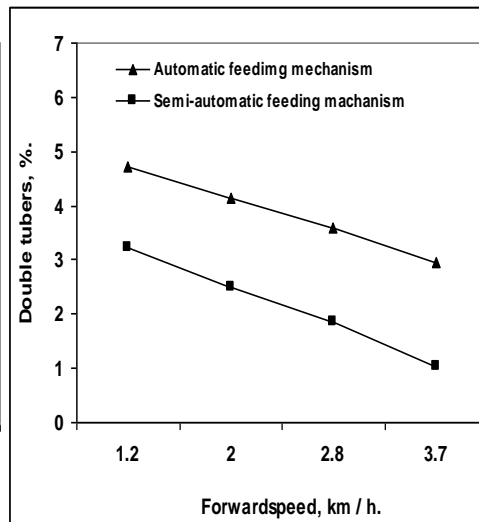 7
6
5
4
3
2
1
0
Double tubers, %.
Automatic feedimg mechanism
Semi-automatic feeding machanism
1.2 2 2.8 3.7
Forwardspeed, km / h.